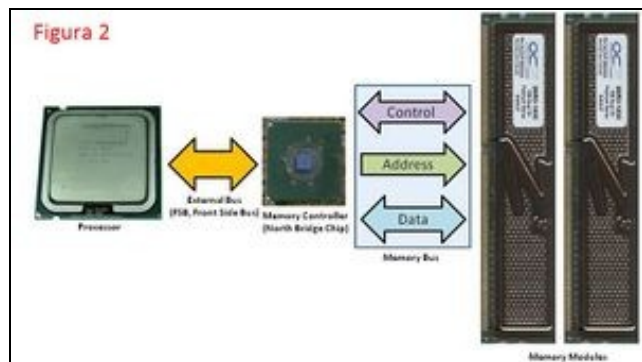 Figura 2
Control
Address
Data
External Bus
(FSB, Front Side Bus)
Memory Controller
(North Bridge Chip)
Processor
Memory Bus
Memory Modules